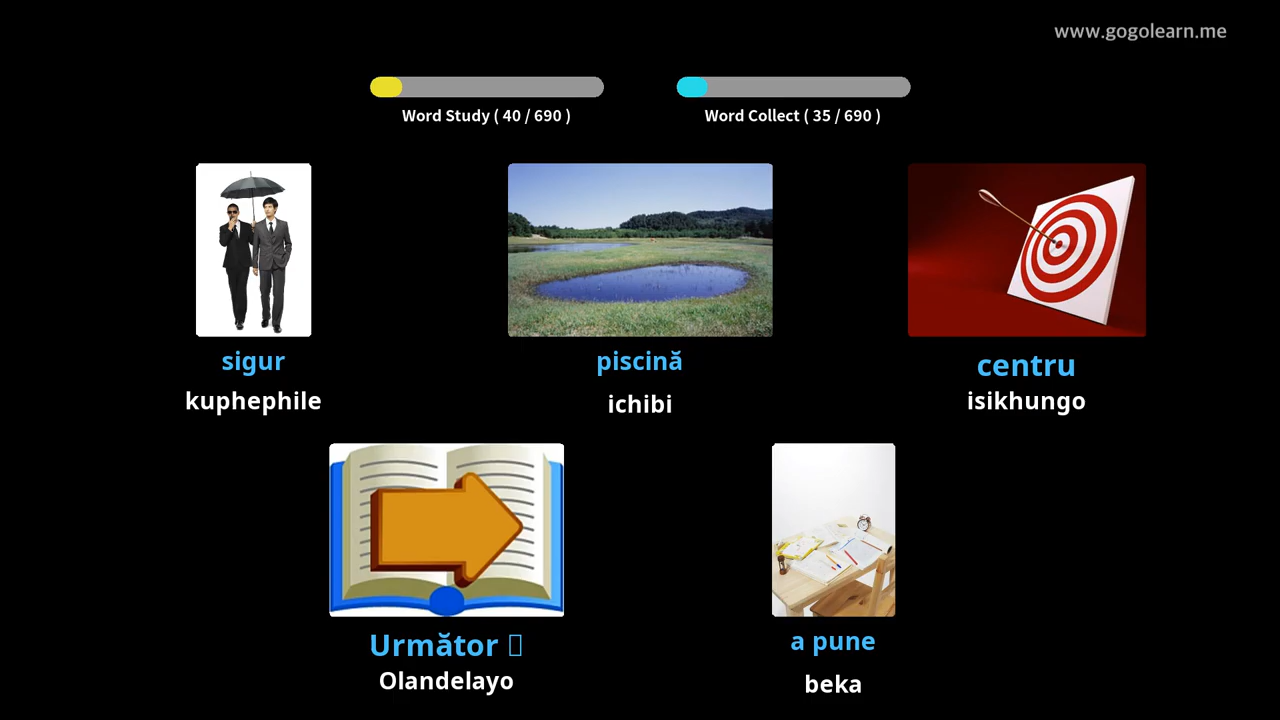 www.gogolearn.me
Word Study ( 40 / 690 )
Word Collect ( 35 / 690 )
sigur
kuphephile
piscină
ichibi
centru
isikhungo
Următor
Olandelayo
a pune
beka